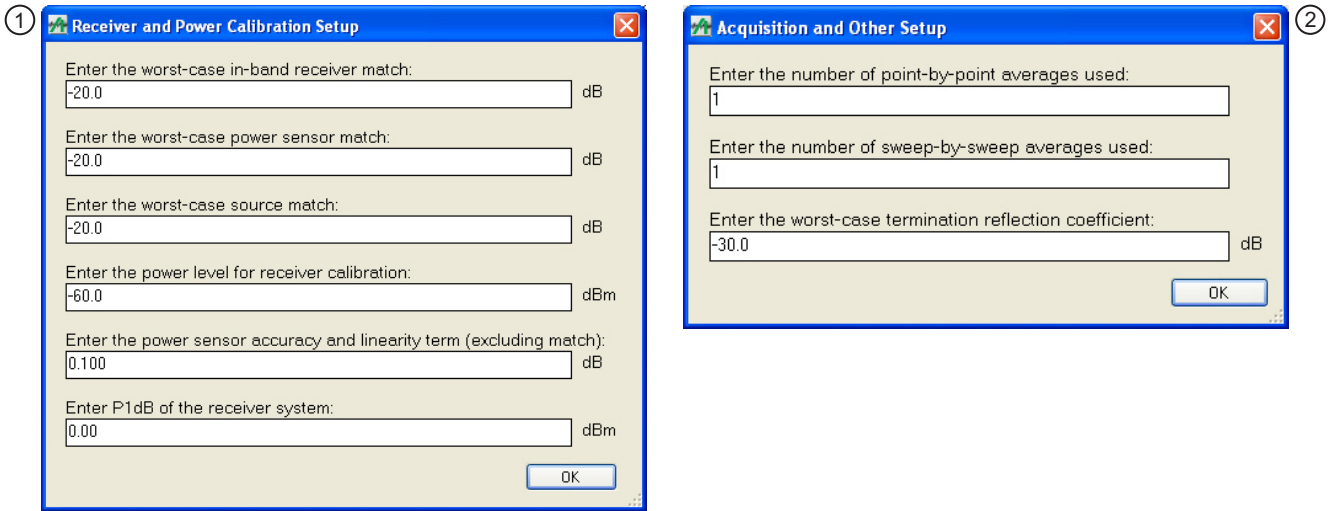 1
Receiver and Power Calibration Setup
Enter the worst-case in-band receiver match:
-20.0 dB
Enter the worst-case power sensor match:
-20.0 dB
Enter the worst-case source match:
-20.0 dB
Enter the power level for receiver calibration:
-60.0 dBm
Enter the power sensor accuracy and linearity term (excluding match):
0.100 dB
Enter P1dB of the receiver system:
0.00 dBm
OK
Acquisition and Other Setup
2
Enter the number of point-by-point averages used:
1
Enter the number of sweep-by-sweep averages used:
1
Enter the worst-case termination reflection coefficient:
-30.0 dB
OK